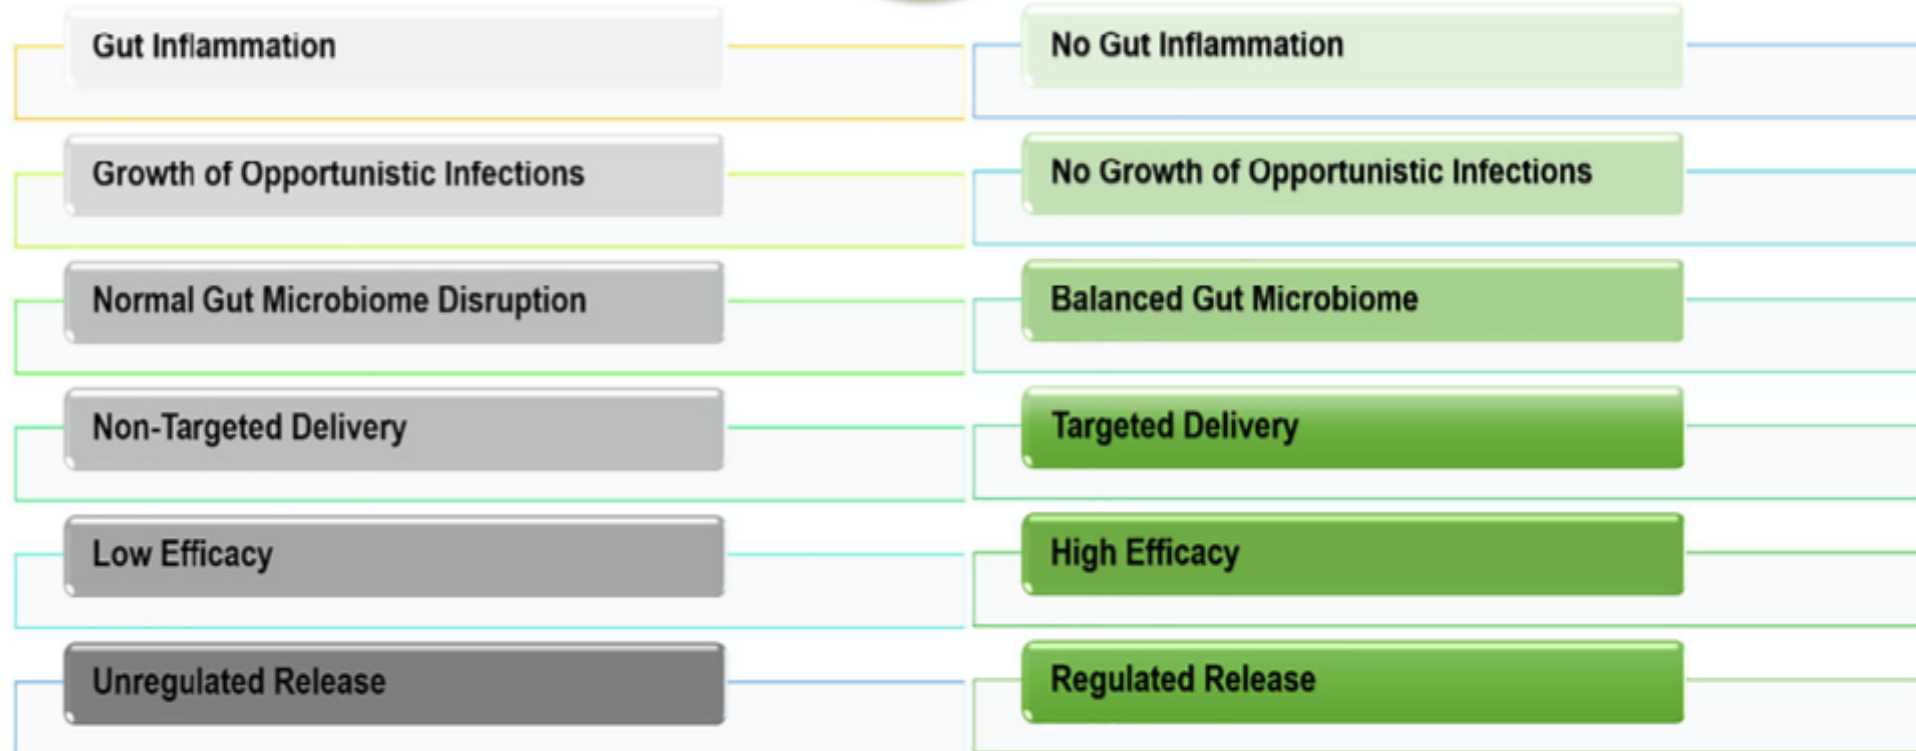 Gut Inflammation
No Gut Inflammation
Growth of Opportunistic Infections
No Growth of Opportunistic Infections
Normal Gut Microbiome Disruption
Balanced Gut Microbiome
Non-Targeted Delivery
Targeted Delivery
Low Efficacy
High Efficacy
Unregulated Release
Regulated Release